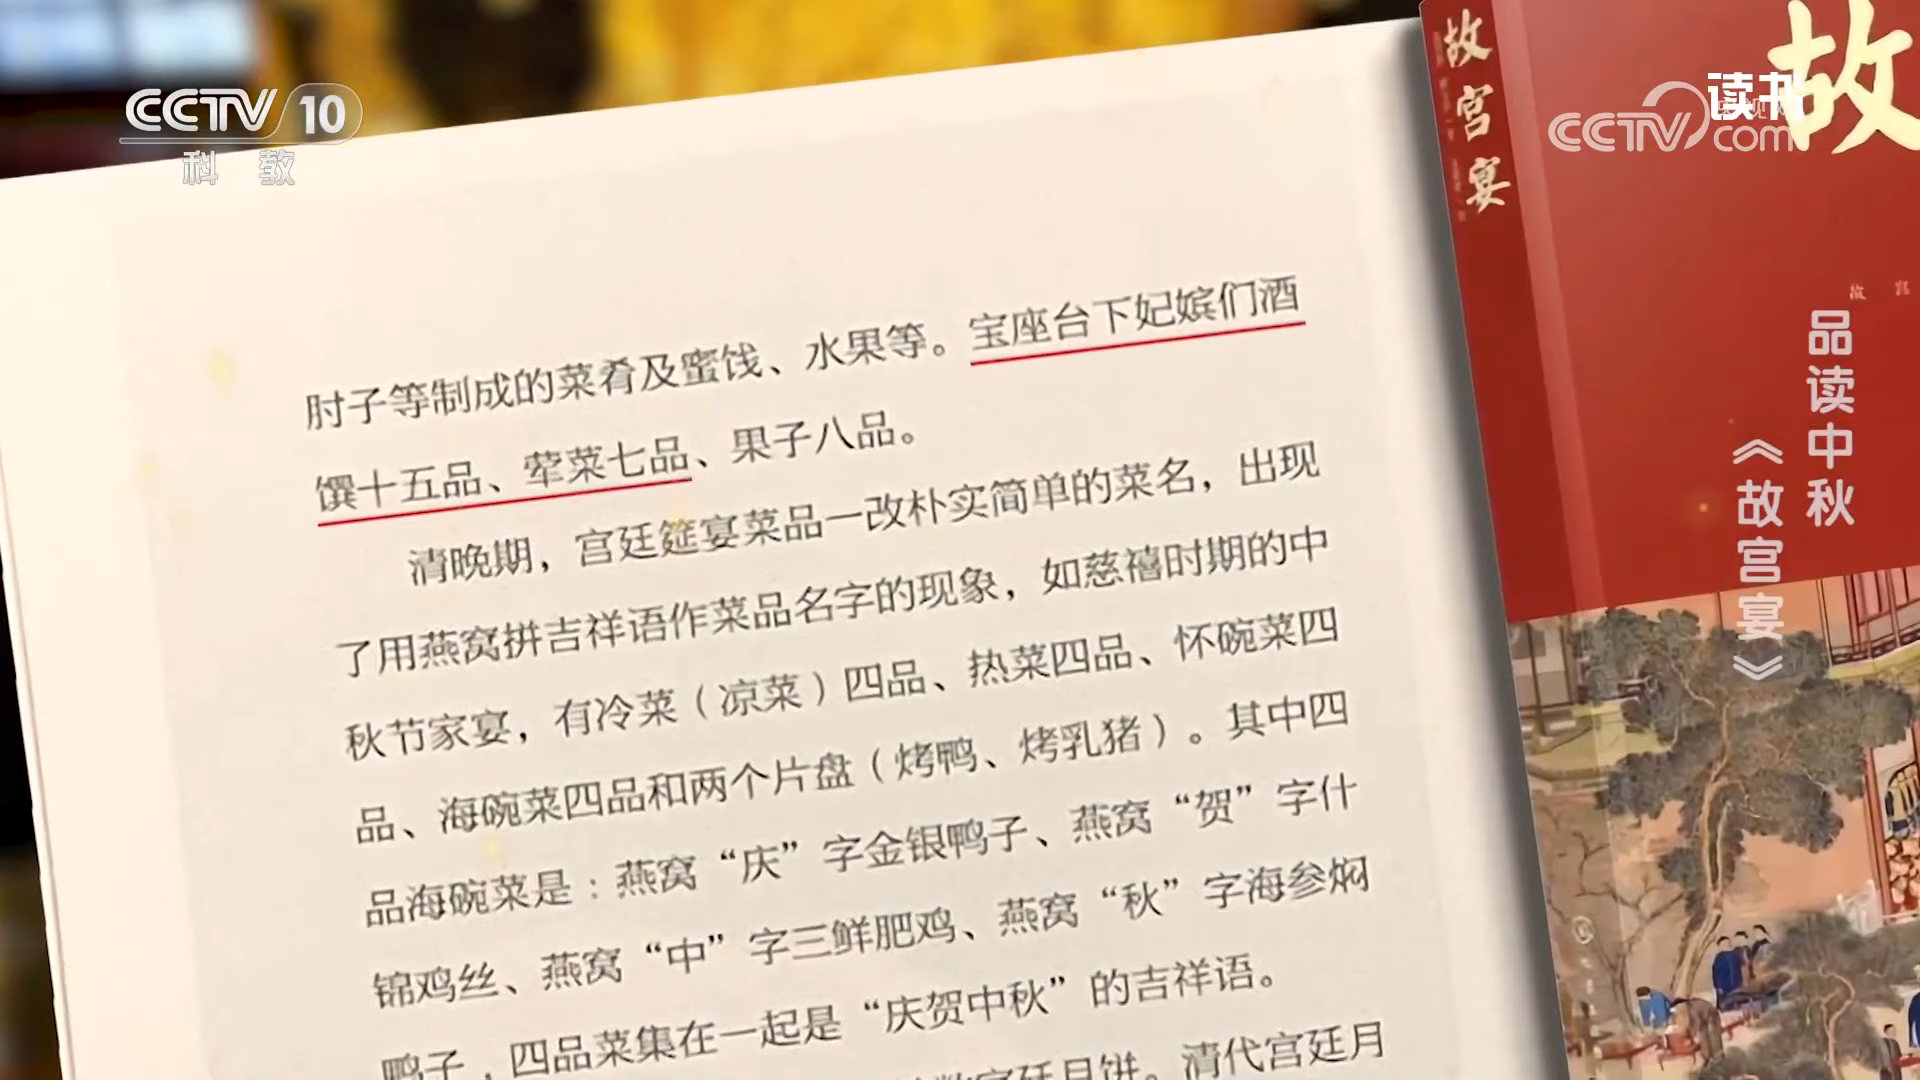 CCTV 10
科教
读书
CCTV.com
故宫宴
故
故宫
品读中秋
《故宫宴》
肘子等制成的菜肴及蜜饯、水果等。宝座台下妃嫔们酒
馔十五品、荤菜七品、果子八品。
清晚期，宫廷筵宴菜品一改朴实简单的菜名，出现
了用燕窝拼吉祥语作菜品名字的现象，如慈禧时期的中
秋节家宴，有冷菜（凉菜）四品、热菜四品、怀碗菜四
品、海碗菜四品和两个片盘（烤鸭、烤乳猪）。其中四
品海碗菜是：燕窝“庆”字金银鸭子、燕窝“贺”字什
锦鸡丝、燕窝“中”字三鲜肥鸡、燕窝“秋”字海参焖
鸭子，四品菜集在一起是“庆贺中秋”的吉祥语。
宫廷月饼。清代宫廷月